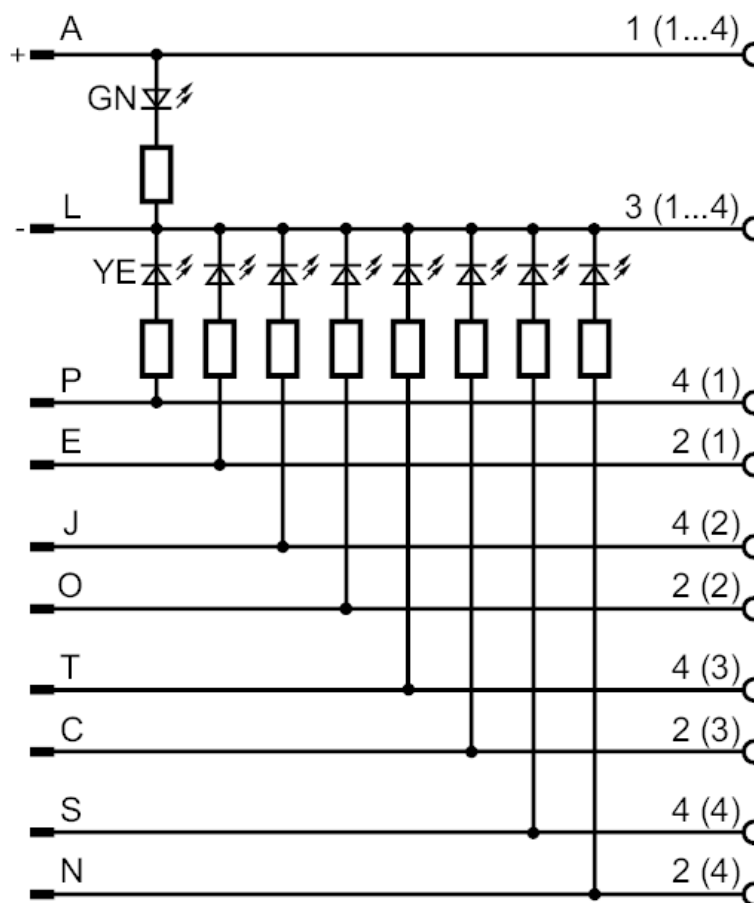 + A 1 (1...4)
GN
- L 3 (1...4)
YE
P 4 (1)
E 2 (1)
J 4 (2)
O 2 (2)
T 4 (3)
C 2 (3)
S 4 (4)
N 2 (4)